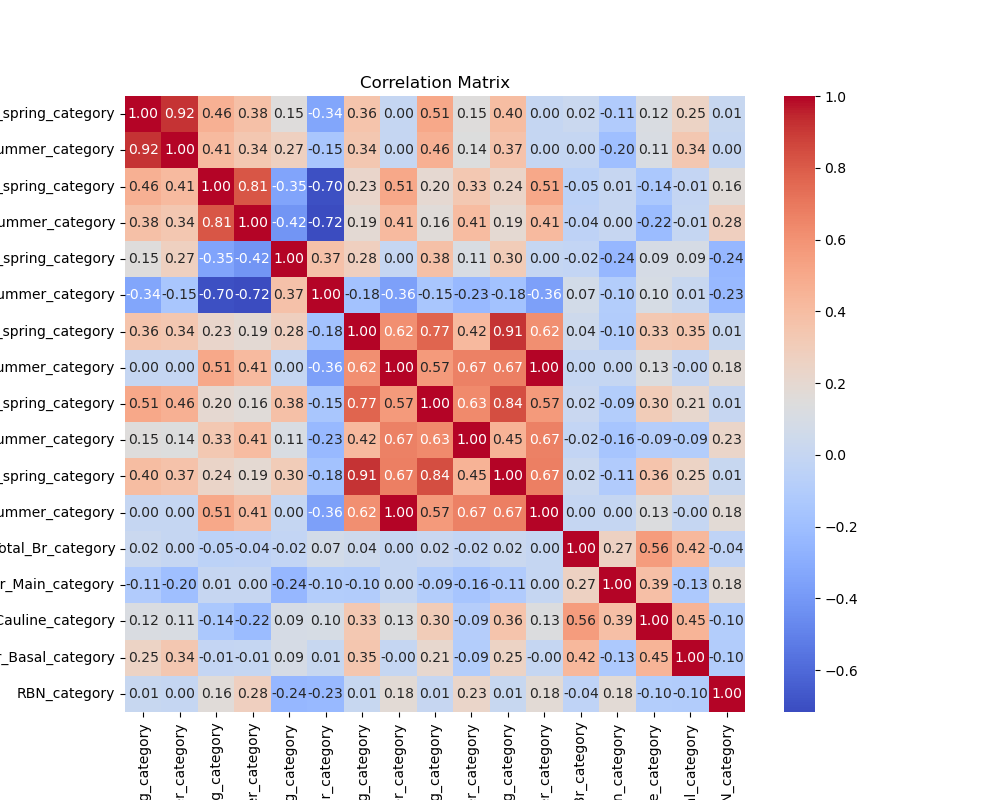 Correlation Matrix
_spring_category 1.00 0.92 0.46 0.38 0.15 -0.34 0.36 0.00 0.51 0.15 0.40 0.00 0.02 -0.11 0.12 0.25 0.01 1.0
ummer_category 0.92 1.00 0.41 0.34 0.27 -0.15 0.34 0.00 0.46 0.14 0.37 0.00 0.00 -0.20 0.11 0.34 0.00
_spring_category 0.46 0.41 1.00 0.81 -0.35 -0.70 0.23 0.51 0.20 0.33 0.24 0.51 -0.05 0.01 -0.14 -0.01 0.16 0.8
ummer_category 0.38 0.34 0.81 1.00 -0.42 -0.72 0.19 0.41 0.16 0.41 0.19 0.41 -0.04 0.00 -0.22 -0.01 0.28 0.6
_spring_category 0.15 0.27 -0.35 -0.42 1.00 0.37 0.28 0.00 0.38 0.11 0.30 0.00 -0.02 -0.24 0.09 0.09 -0.24
ummer_category -0.34 -0.15 -0.70 -0.72 0.37 1.00 -0.18 -0.36 -0.15 -0.23 -0.18 -0.36 0.07 -0.10 0.10 0.01 -0.23 0.4
_spring_category 0.36 0.34 0.23 0.19 0.28 -0.18 1.00 0.62 0.77 0.42 0.91 0.62 0.04 -0.10 0.33 0.35 0.01
ummer_category 0.00 0.00 0.51 0.41 0.00 -0.36 0.62 1.00 0.57 0.67 0.67 1.00 0.00 0.00 0.13 -0.00 0.18 0.2
_spring_category 0.51 0.46 0.20 0.16 0.38 -0.15 0.77 0.57 1.00 0.63 0.84 0.57 0.02 -0.09 0.30 0.21 0.01
ummer_category 0.15 0.14 0.33 0.41 0.11 -0.23 0.42 0.67 0.63 1.00 0.45 0.67 -0.02 -0.16 -0.09 -0.09 0.23 0.0
_spring_category 0.40 0.37 0.24 0.19 0.30 -0.18 0.91 0.67 0.84 0.45 1.00 0.67 0.02 -0.11 0.36 0.25 0.01
ummer_category 0.00 0.00 0.51 0.41 0.00 -0.36 0.62 1.00 0.57 0.67 0.67 1.00 0.00 0.00 0.13 -0.00 0.18 −0.2
otal_Br_category 0.02 0.00 -0.05 -0.04 -0.02 0.07 0.04 0.00 0.02 -0.02 0.02 0.00 1.00 0.27 0.56 0.42 -0.04
r_Main_category -0.11 -0.20 0.01 0.00 -0.24 -0.10 -0.10 0.00 -0.09 -0.16 -0.11 0.00 0.27 1.00 0.39 -0.13 0.18 −0.4
Cauline_category 0.12 0.11 -0.14 -0.22 0.09 0.10 0.33 0.13 0.30 -0.09 0.36 0.13 0.56 0.39 1.00 0.45 -0.10
r_Basal_category 0.25 0.34 -0.01 -0.01 0.09 0.01 0.35 -0.00 0.21 -0.09 0.25 -0.00 0.42 -0.13 0.45 1.00 -0.10 −0.6
RBN_category 0.01 0.00 0.16 0.28 -0.24 -0.23 0.01 0.18 0.01 0.23 0.01 0.18 -0.04 0.18 -0.10 -0.10 1.00
g_category
er_category
g_category
er_category
g_category
r_category
g_category
er_category
g_category
er_category
g_category
er_category
Br_category
n_category
e_category
al_category
N_category